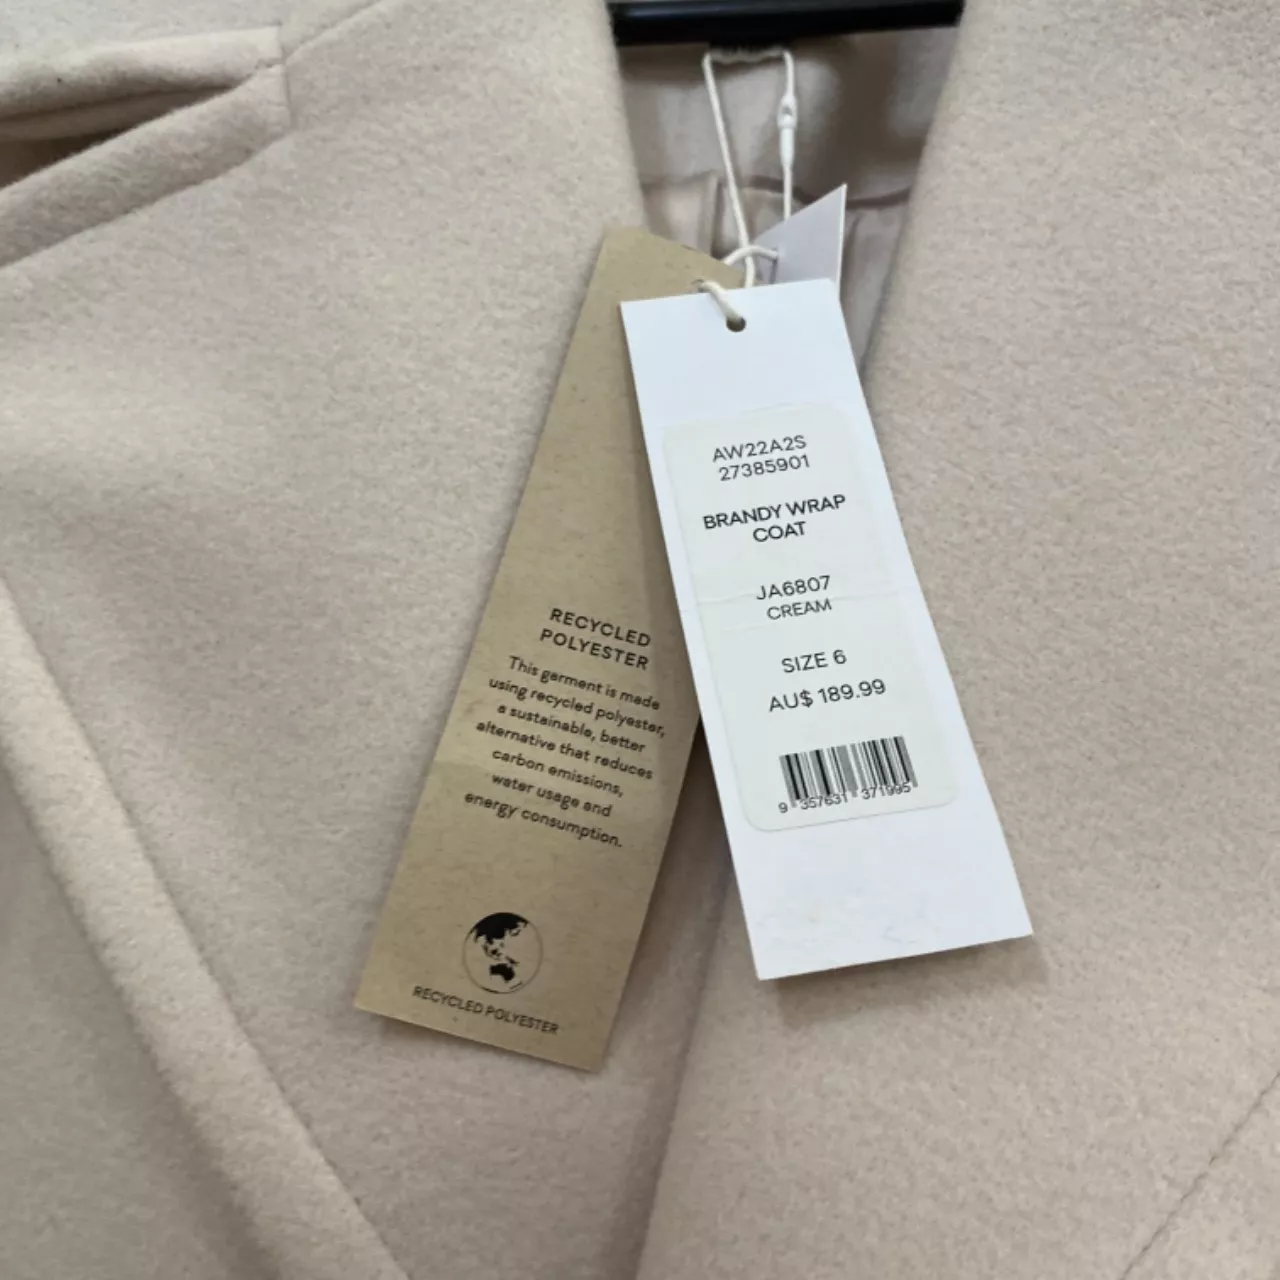 RECYCLED
POLYESTER
This garment is made
using recycled polyester,
a sustainable, better
alternative that reduces
carbon emissions,
water usage and
energy consumption.
RECYCLED POLYESTER
AW22A2S
27385901
BRANDY WRAP
COAT
JA6807
CREAM
SIZE 6
AU$ 189.99
9 357631 371995